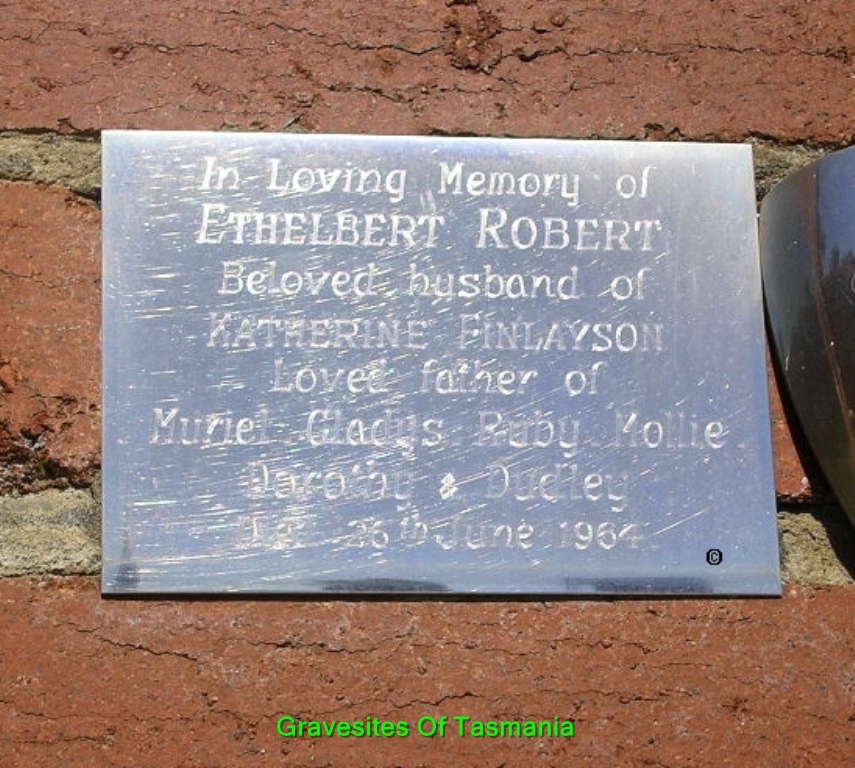 In Loving Memory of
ETHELBERT ROBERT
Beloved husband of
KATHERINE FINLAYSON
Loved father of
Muriel Gladys Ruby Mollie
Dorothy & Dudley
Died 26th June 1964
©
Gravesites Of Tasmania